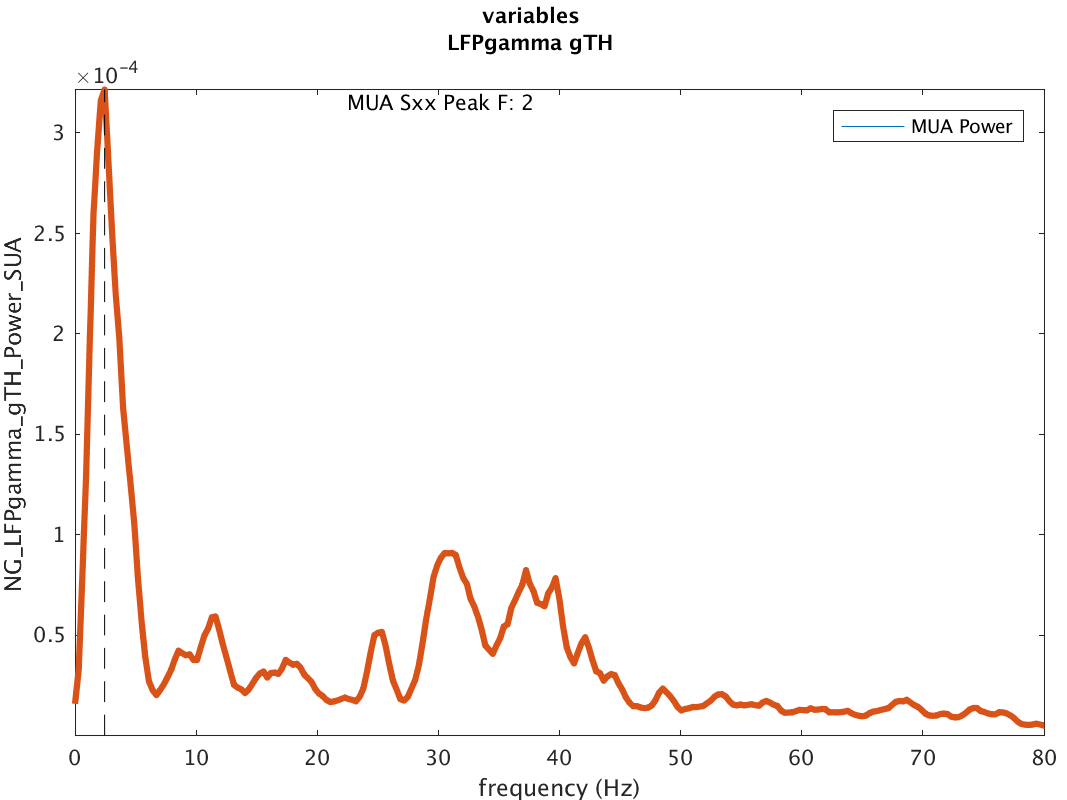 variables
LFPgamma gTH
×10⁻⁴
MUA Sxx Peak F: 2
MUA Power
3
2.5
2
1.5
1
0.5
NG_LFPgamma_gTH_Power_SUA
0 10 20 30 40 50 60 70 80
frequency (Hz)